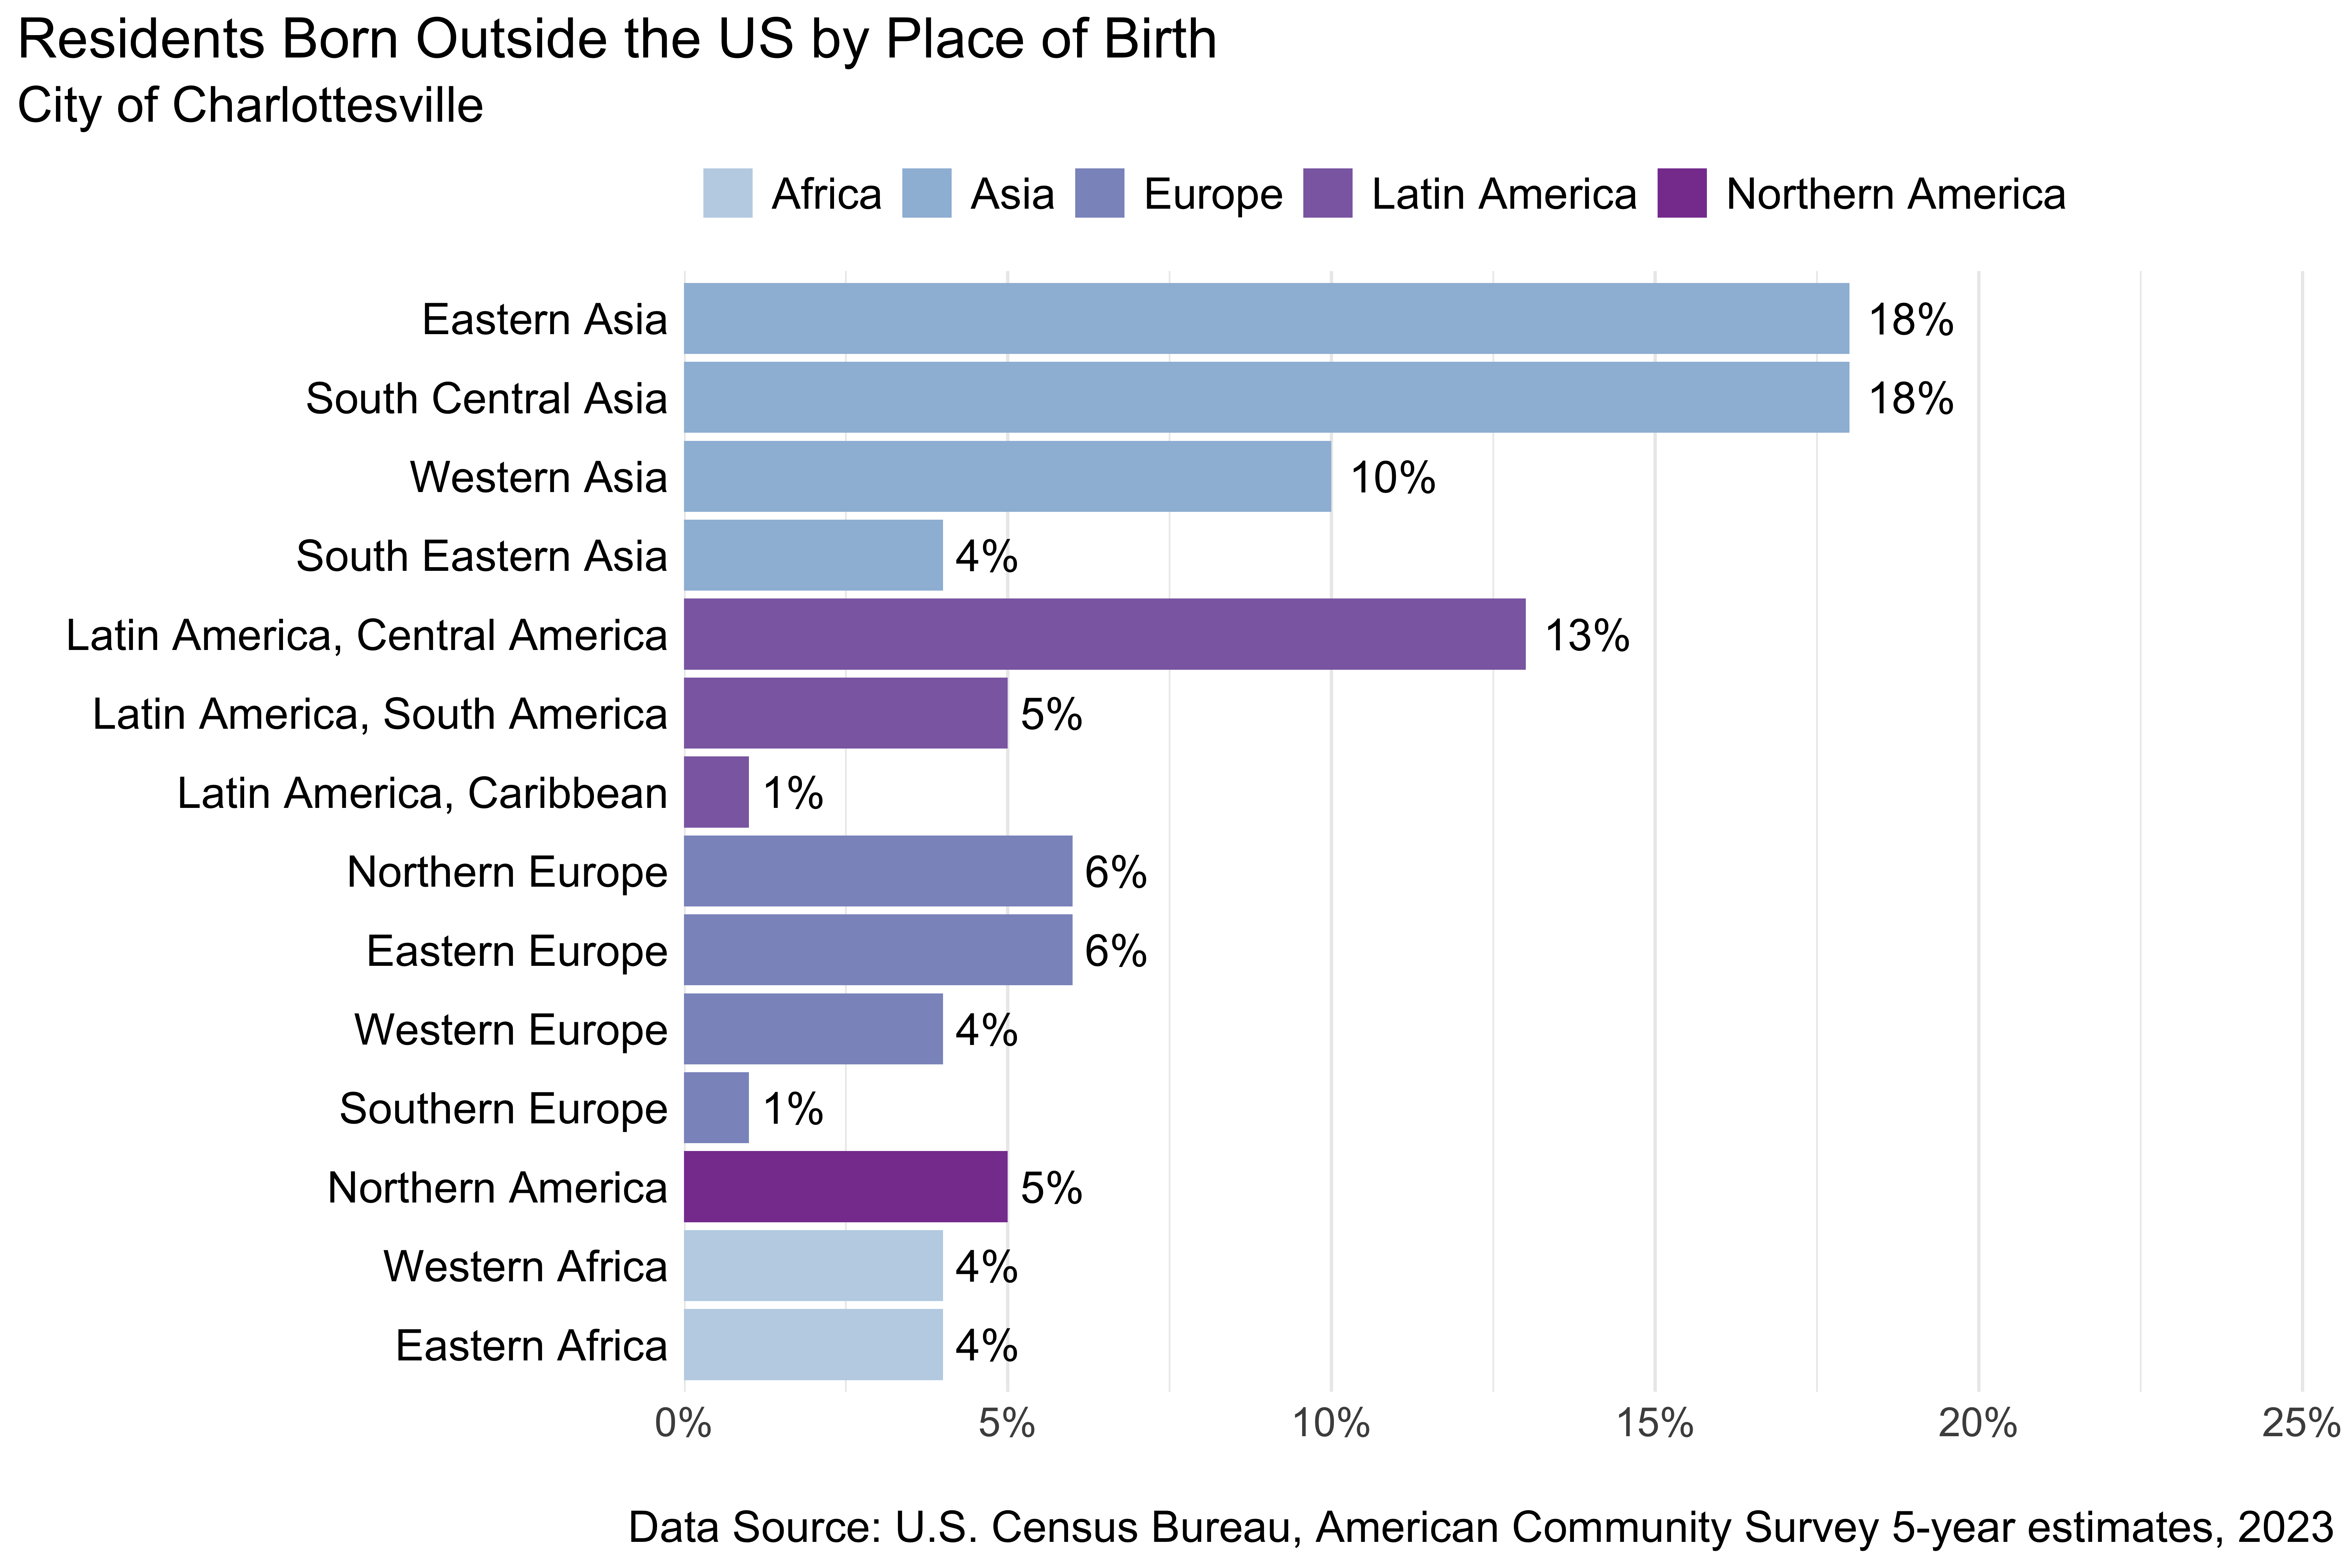 Residents Born Outside the US by Place of Birth
City of Charlottesville
Africa Asia Europe Latin America Northern America
Eastern Asia 18%
South Central Asia 18%
Western Asia 10%
South Eastern Asia 4%
Latin America, Central America 13%
Latin America, South America 5%
Latin America, Caribbean 1%
Northern Europe 6%
Eastern Europe 6%
Western Europe 4%
Southern Europe 1%
Northern America 5%
Western Africa 4%
Eastern Africa 4%
0% 5% 10% 15% 20% 25%
Data Source: U.S. Census Bureau, American Community Survey 5-year estimates, 2023